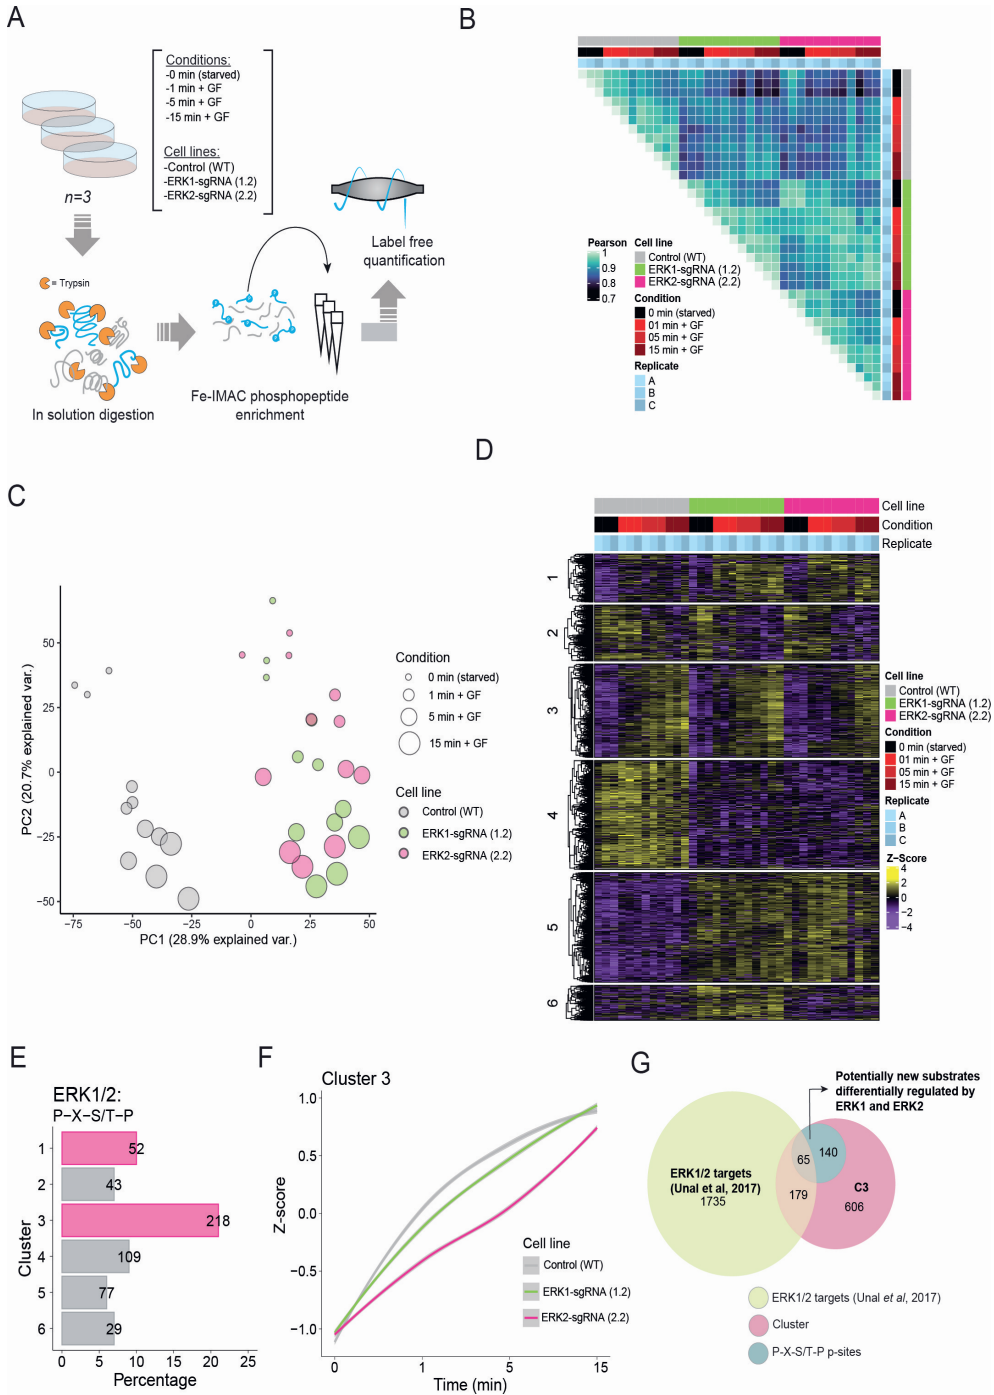 A
Conditions:
-0 min (starved)
-1 min + GF
-5 min + GF
-15 min + GF
Cell lines:
-Control (WT)
-ERK1-sgRNA (1.2)
-ERK2-sgRNA (2.2)
n=3
= Trypsin
In solution digestion
Fe-IMAC phosphopeptide
enrichment
Label free
quantification
B
Pearson
1
0.9
0.8
0.7
Cell line
Control (WT)
ERK1-sgRNA (1.2)
ERK2-sgRNA (2.2)
Condition
0 min (starved)
01 min + GF
05 min + GF
15 min + GF
Replicate
A
B
C
C
PC2 (20.7% explained var.)
50
25
0
−25
−50
−75
−50
−25
0
25
50
PC1 (28.9% explained var.)
Condition
0 min (starved)
1 min + GF
5 min + GF
15 min + GF
Cell line
Control (WT)
ERK1-sgRNA (1.2)
ERK2-sgRNA (2.2)
D
Cell line
Condition
Replicate
1
2
3
4
5
6
Cell line
Control (WT)
ERK1-sgRNA (1.2)
ERK2-sgRNA (2.2)
Condition
0 min (starved)
01 min + GF
05 min + GF
15 min + GF
Replicate
A
B
C
Z−Score
4
2
0
−2
−4
E
ERK1/2:
P−X−S/T−P
Cluster
1
52
2
43
3
218
4
109
5
77
6
29
0
5
10
15
20
25
Percentage
F
Cluster 3
Z-score
1.0
0.5
0.0
−0.5
−1.0
0
1
5
15
Time (min)
Cell line
Control (WT)
ERK1-sgRNA (1.2)
ERK2-sgRNA (2.2)
G
Potentially new substrates
differentially regulated by
ERK1 and ERK2
ERK1/2 targets
(Unal et al, 2017)
1735
65
140
179
C3
606
ERK1/2 targets (Unal et al, 2017)
Cluster
P-X-S/T-P p-sites